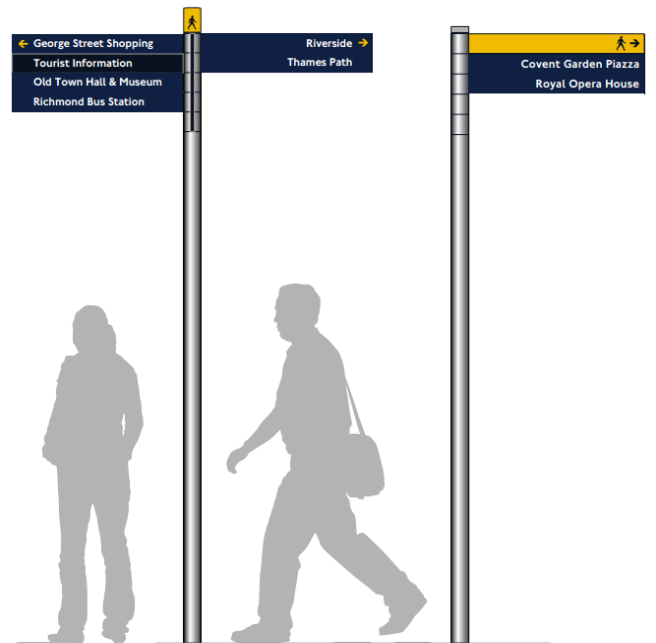 ← George Street Shopping
Tourist Information
Old Town Hall & Museum
Richmond Bus Station
Riverside →
Thames Path
→
Covent Garden Piazza
Royal Opera House